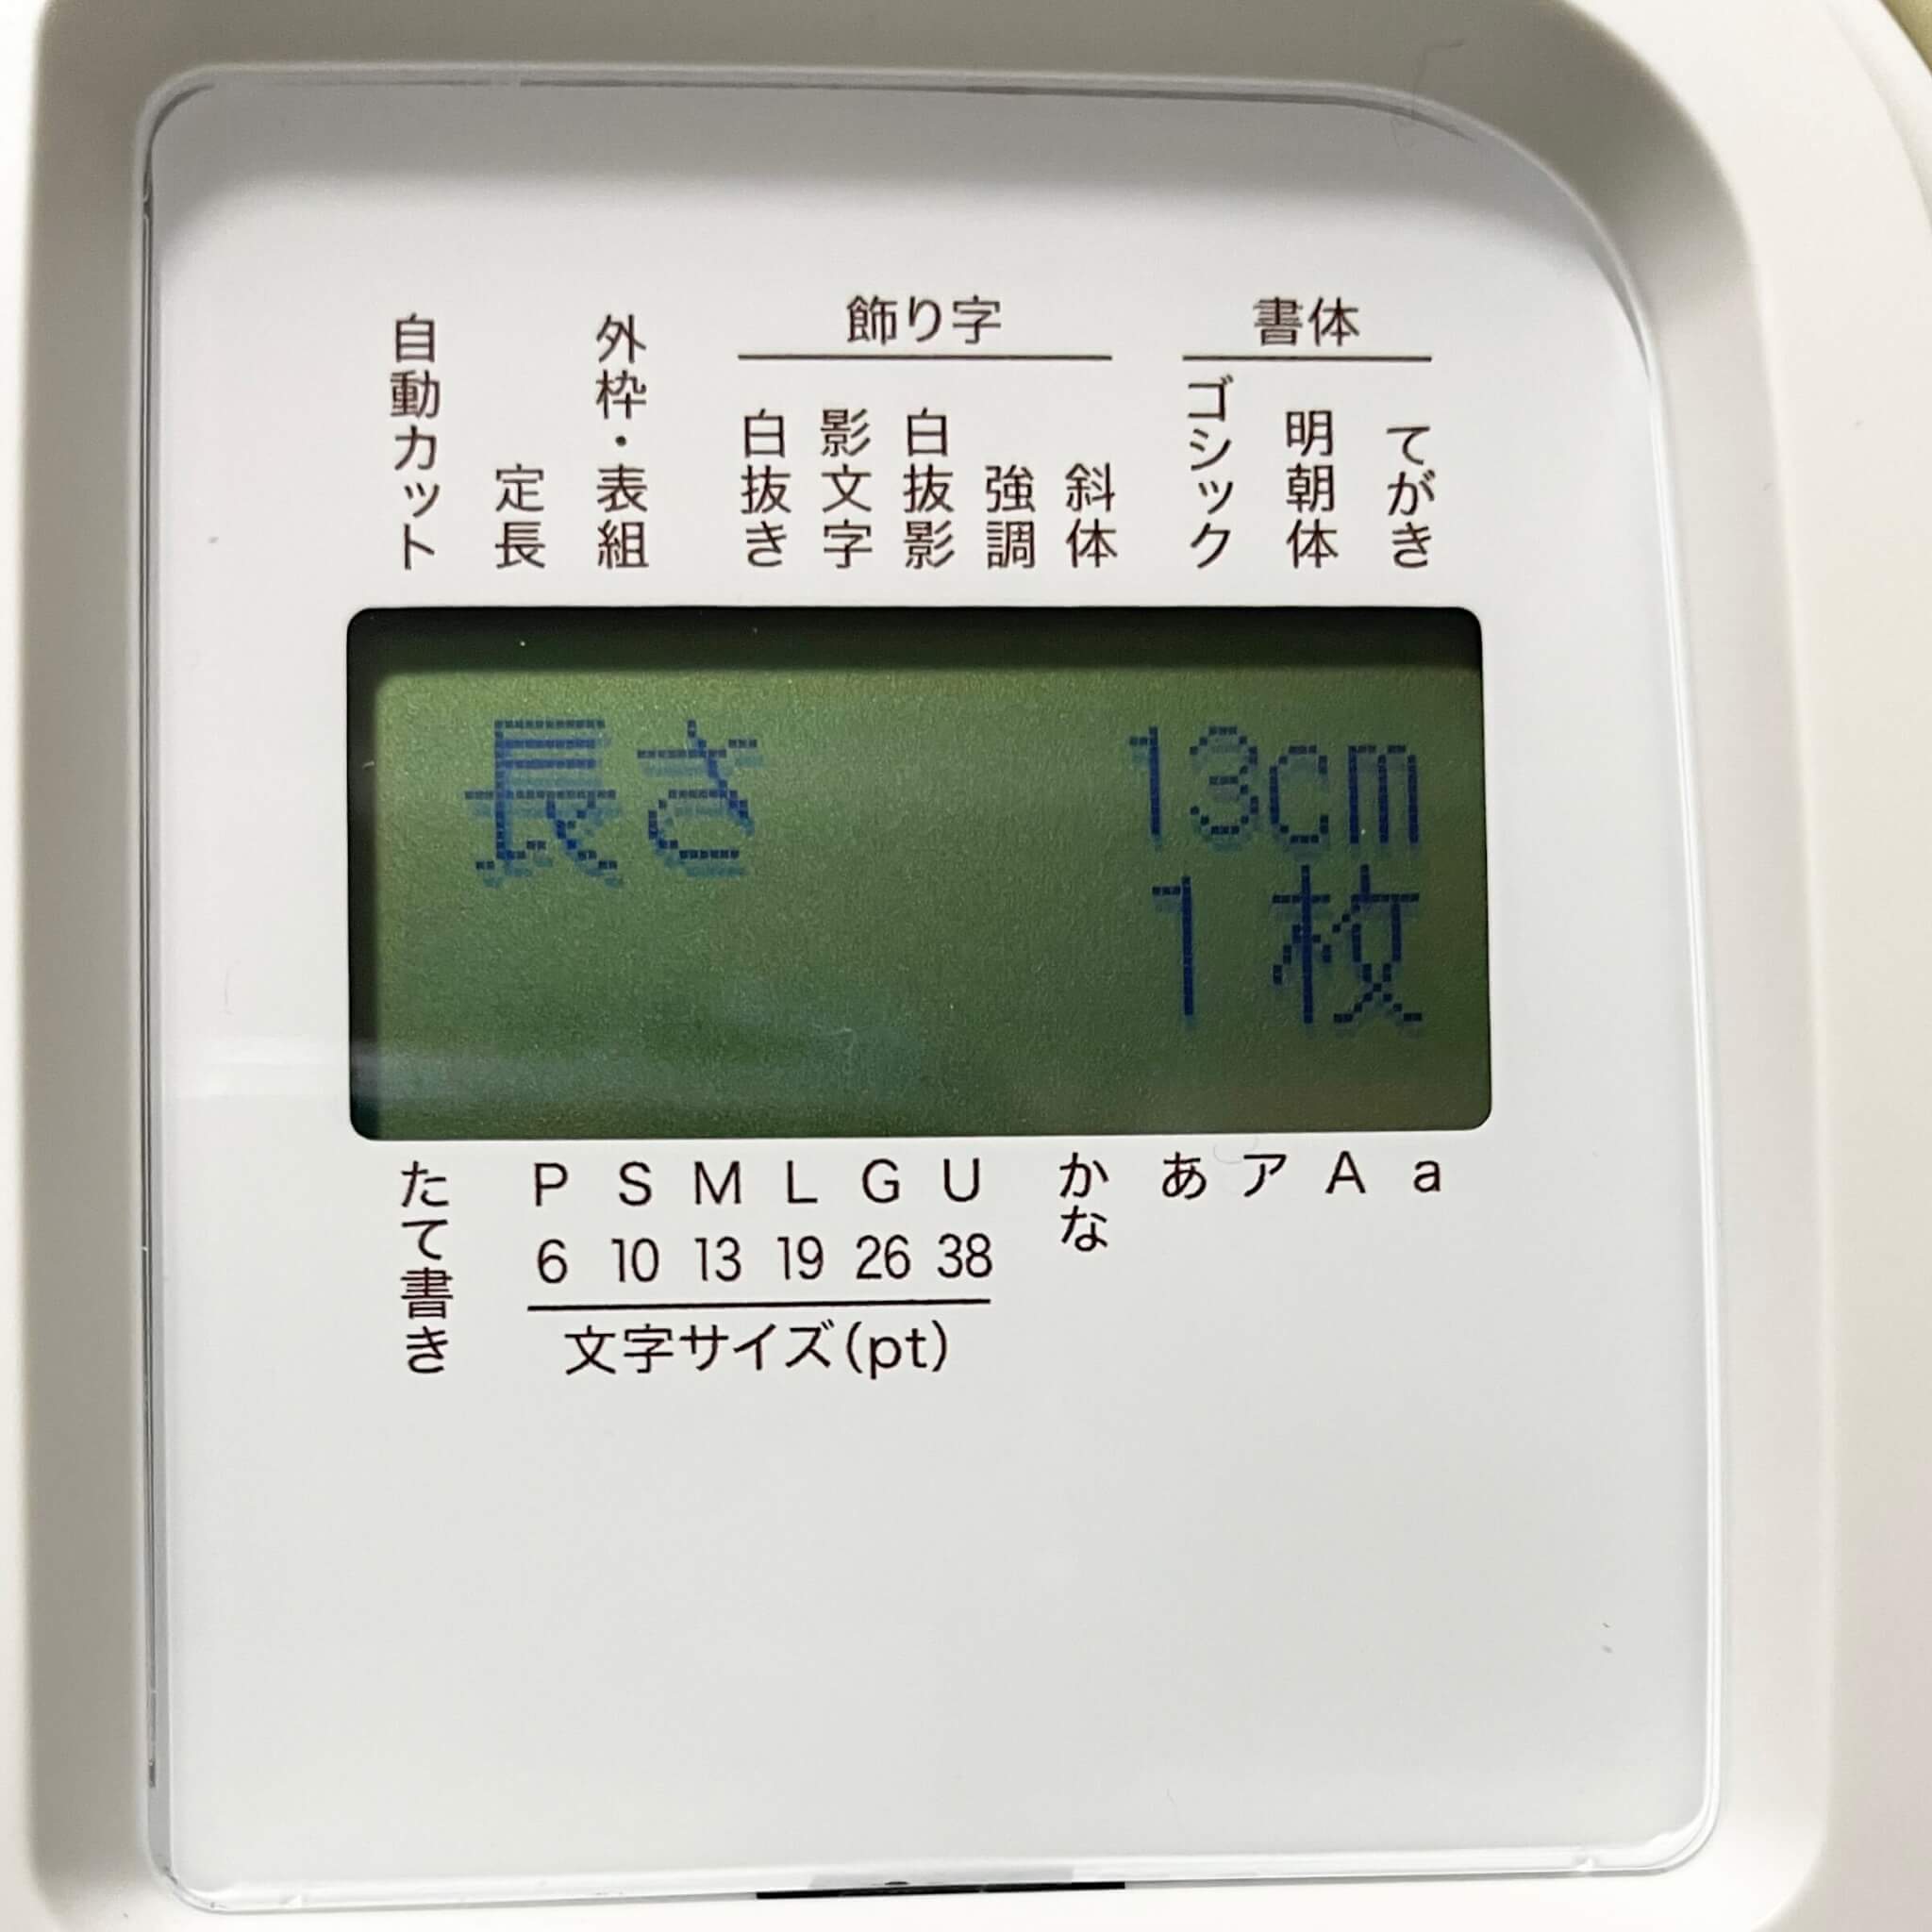 飾り字
書体
自動カット
定長
外枠・表組
白抜き
影文字
白抜影
強調
斜体
ゴシック
明朝体
てがき
長さ 13cm
1枚
たて書き
P S M L G U
6 10 13 19 26 38
文字サイズ(pt)
かな
あ ア A a